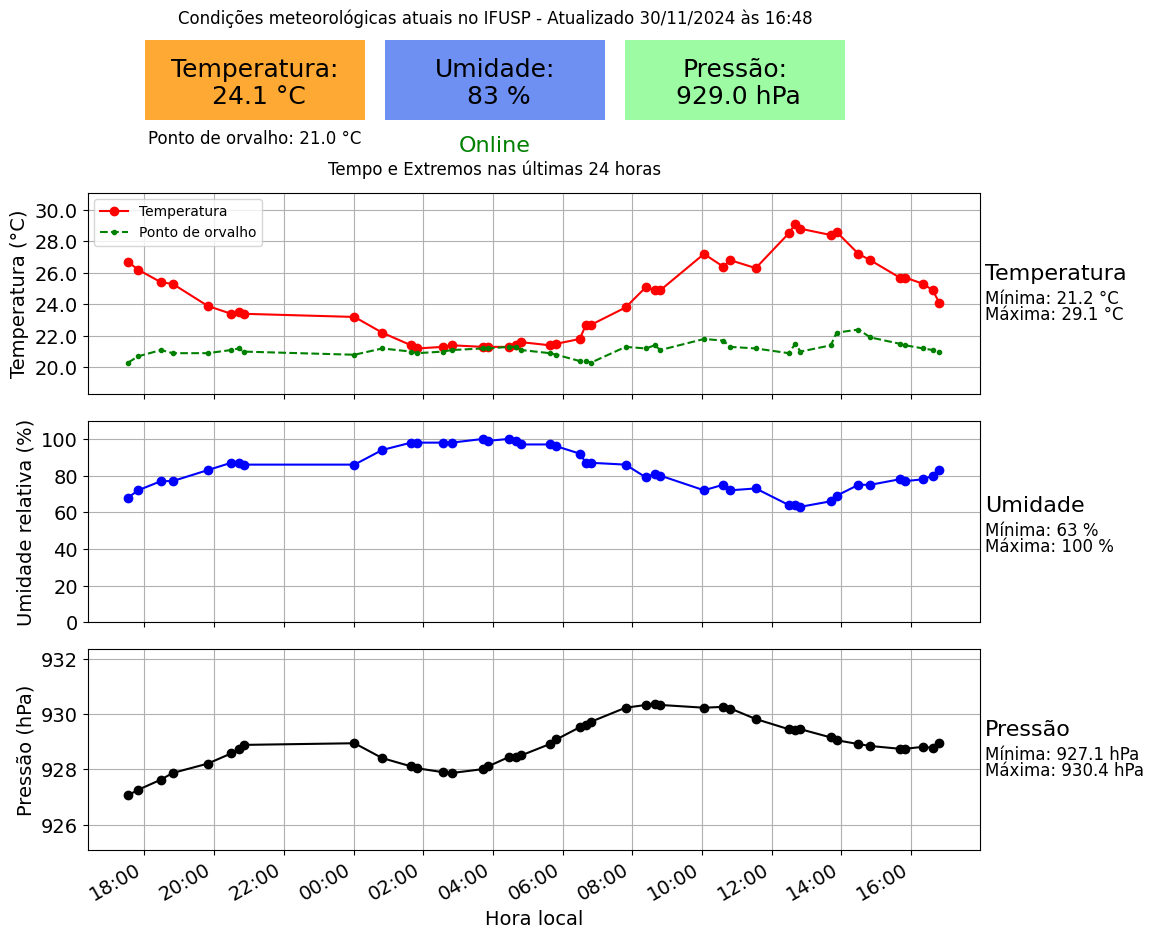 Condições meteorológicas atuais no IFUSP - Atualizado 30/11/2024 às 16:48
Temperatura:
24.1 °C
Umidade:
83 %
Pressão:
929.0 hPa
Ponto de orvalho: 21.0 °C
Online
Tempo e Extremos nas últimas 24 horas
Temperatura (°C)
30.0
28.0
26.0
24.0
22.0
20.0
Temperatura
Ponto de orvalho
Temperatura
Mínima: 21.2 °C
Máxima: 29.1 °C
Umidade relativa (%)
100
80
60
40
20
0
Umidade
Mínima: 63 %
Máxima: 100 %
Pressão (hPa)
932
930
928
926
Pressão
Mínima: 927.1 hPa
Máxima: 930.4 hPa
18:00 20:00 22:00 00:00 02:00 04:00 06:00 08:00 10:00 12:00 14:00 16:00
Hora local